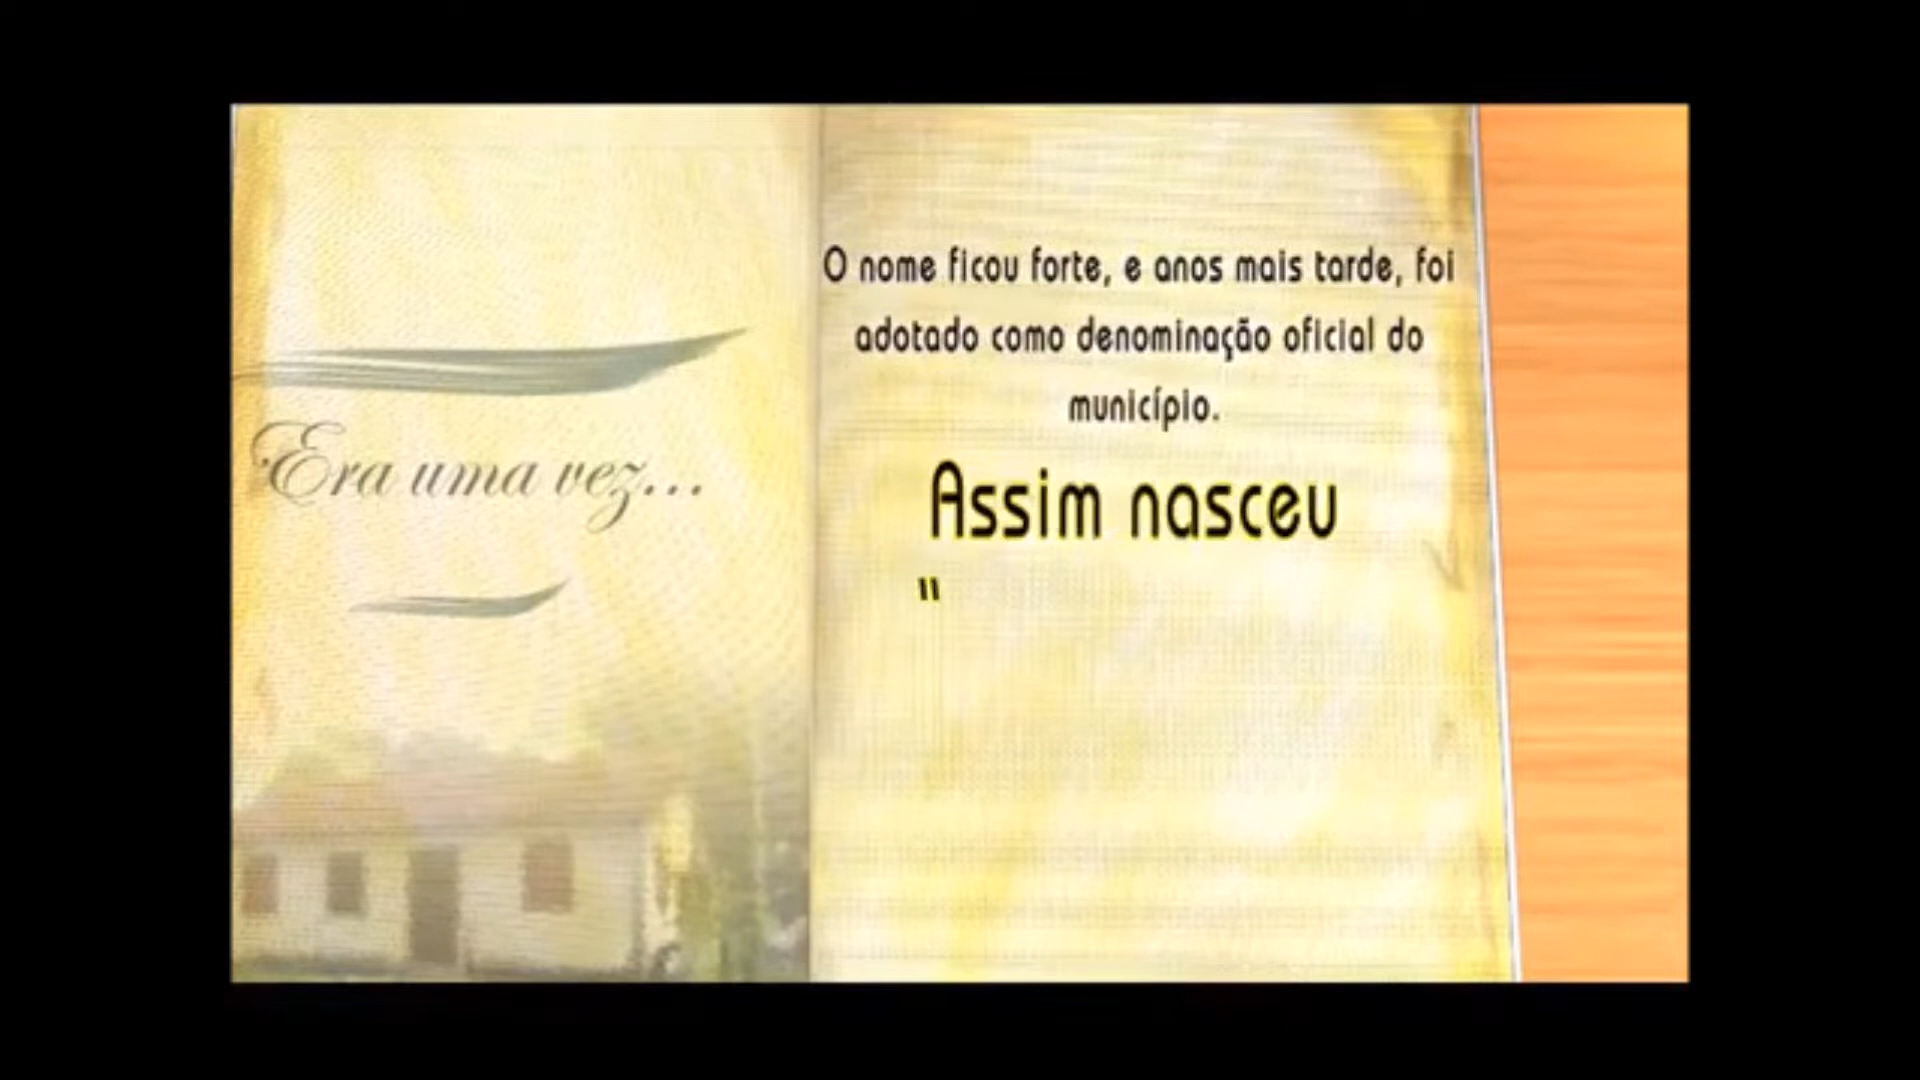 Era uma vez...
O nome ficou forte, e anos mais tarde, foi
adotado como denominação oficial do
município.
Assim nasceu
"